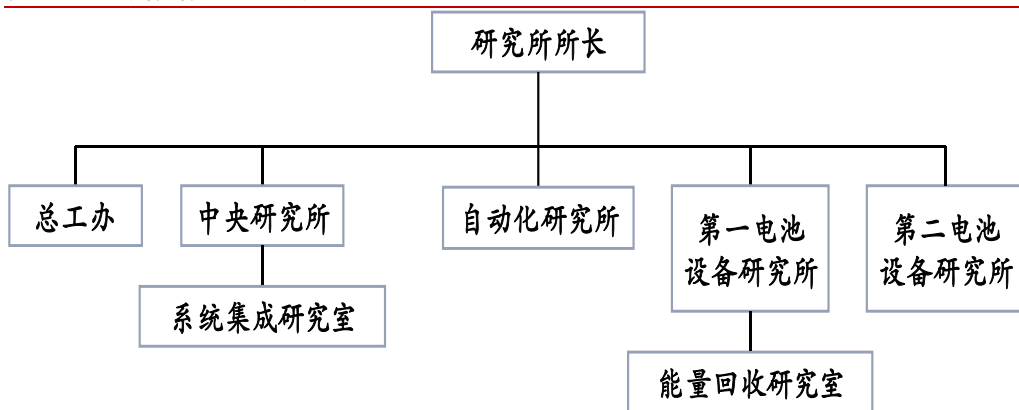 研究所所长
总工办
中央研究所
自动化研究所
第一电池
设备研究所
第二电池
设备研究所
系统集成研究室
能量回收研究室